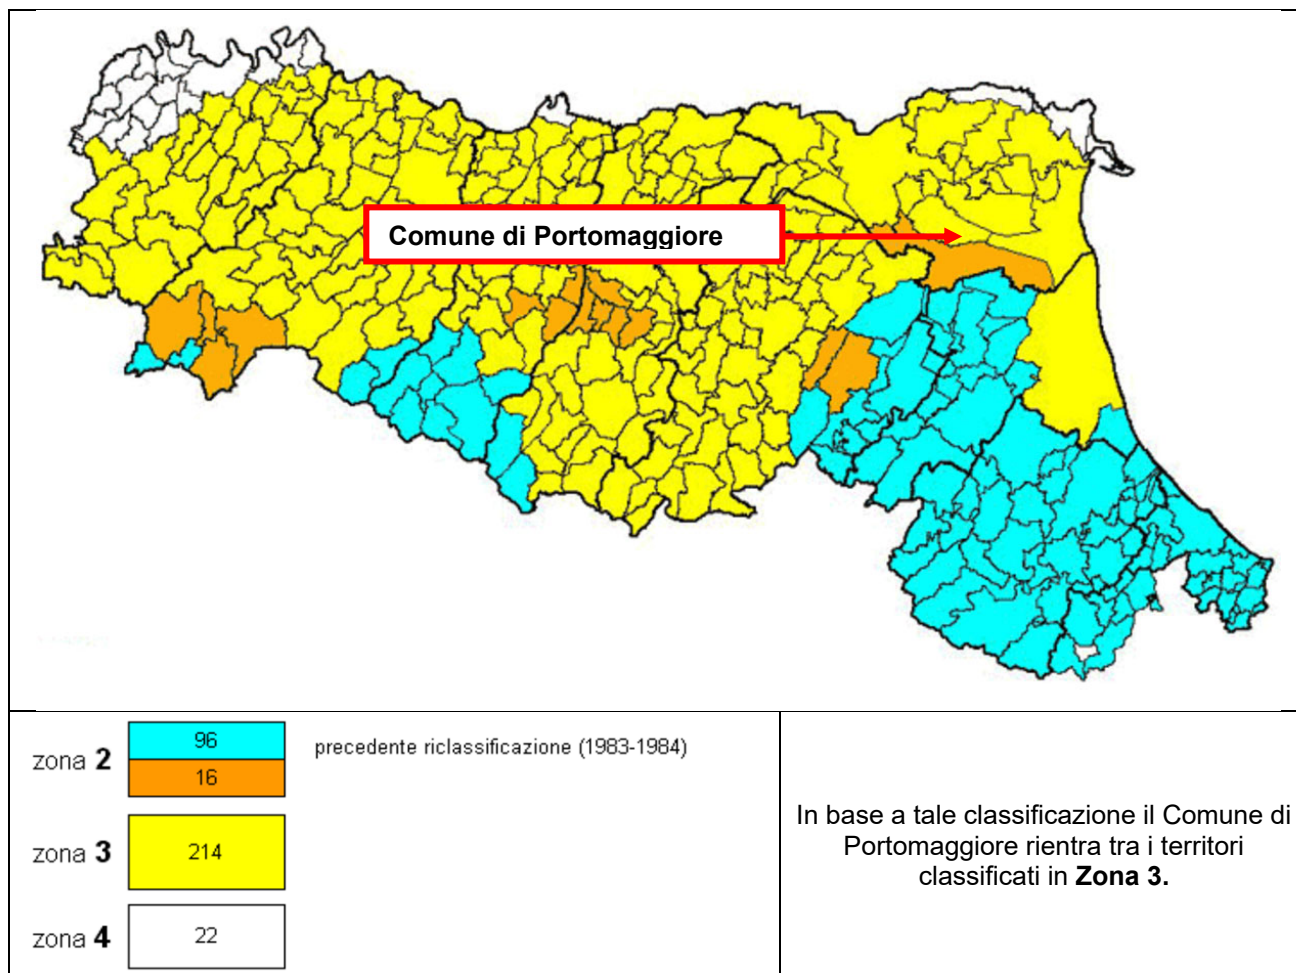 Comune di Portomaggiore
zona 2
96
16
precedente riclassificazione (1983-1984)
zona 3
214
zona 4
22
In base a tale classificazione il Comune di
Portomaggiore rientra tra i territori
classificati in Zona 3.